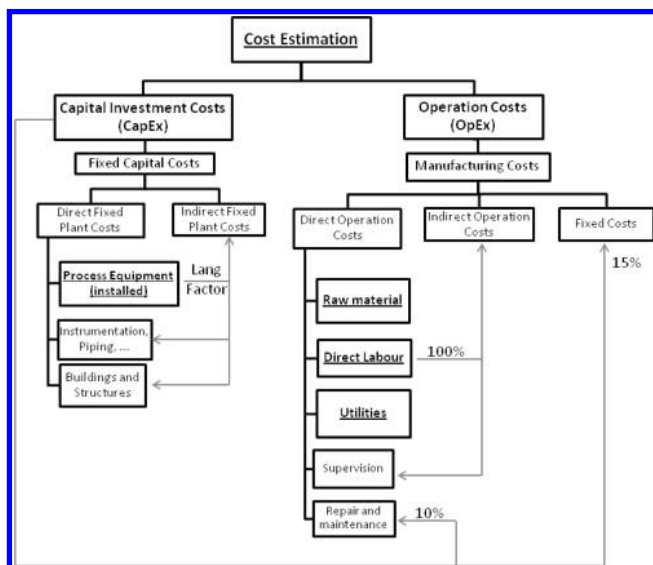 Cost Estimation
Capital Investment Costs
(CapEx)
Operation Costs
(OpEx)
Fixed Capital Costs
Manufacturing Costs
Direct Fixed
Plant Costs
Indirect Fixed
Plant Costs
Direct Operation
Costs
Indirect Operation
Costs
Fixed Costs
Process Equipment
(installed)
Lang
Factor
15%
Raw material
Instrumentation,
Piping, ...
Direct Labour
100%
Buildings and
Structures
Utilities
Supervision
Repair and
maintenance
10%